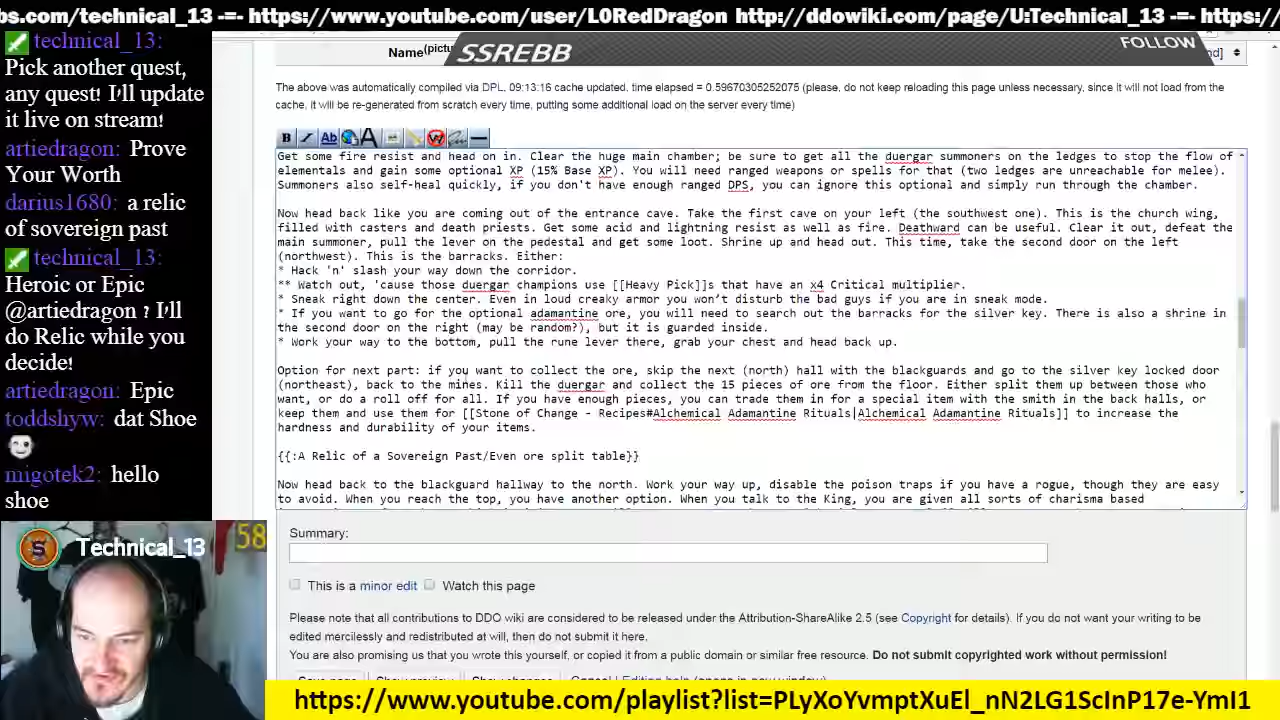 bs.com/technical_13 -=- https://www.youtube.com/user/L0RedDragon http://ddowiki.com/page/U:Technical_13 -=- https:/
technical_13:
Pick another quest,
any quest! I'll update
it live on stream!
artiedragon: Prove
Your Worth
darius1680: a relic
of sovereign past
technical_13:
Heroic or Epic
@artiedragon ? I'll
do Relic while you
decide!
artiedragon: Epic
toddshyw: dat Shoe
migotek2: hello
shoe
Technical_13
58
Name(pictu
SSREBB
FOLLOW
d]
The above was automatically compiled via DPL, 09:13:16 cache updated, time elapsed = 0.59670305252075 (please, do not keep reloading this page unless necessary, since it will not load from the
cache, it will be re-generated from scratch every time, putting some additional load on the server every time)
B I Ab A W
Get some fire resist and head on in. Clear the huge main chamber; be sure to get all the duergar summoners on the ledges to stop the flow of
elementals and gain some optional XP (15% Base XP). You will need ranged weapons or spells for that (two ledges are unreachable for melee).
Summoners also self-heal quickly, if you don't have enough ranged DPS, you can ignore this optional and simply run through the chamber.
Now head back like you are coming out of the entrance cave. Take the first cave on your left (the southwest one). This is the church wing,
filled with casters and death priests. Get some acid and lightning resist as well as fire. Deathward can be useful. Clear it out, defeat the
main summoner, pull the lever on the pedestal and get some loot. Shrine up and head out. This time, take the second door on the left
(northwest). This is the barracks. Either:
* Hack 'n' slash your way down the corridor.
** Watch out, 'cause those duergar champions use [[Heavy Pick]]s that have an x4 Critical multiplier.
* Sneak right down the center. Even in loud creaky armor you won't disturb the bad guys if you are in sneak mode.
* If you want to go for the optional adamantine ore, you will need to search out the barracks for the silver key. There is also a shrine in
the second door on the right (may be random?), but it is guarded inside.
* Work your way to the bottom, pull the rune lever there, grab your chest and head back up.
Option for next part: if you want to collect the ore, skip the next (north) hall with the blackguards and go to the silver key locked door
(northeast), back to the mines. Kill the duergar and collect the 15 pieces of ore from the floor. Either split them up between those who
want, or do a roll off for all. If you have enough pieces, you can trade them in for a special item with the smith in the back halls, or
keep them and use them for [[Stone of Change - Recipes#Alchemical Adamantine Rituals|Alchemical Adamantine Rituals]] to increase the
hardness and durability of your items.
{{:A Relic of a Sovereign Past/Even ore split table}}
Now head back to the blackguard hallway to the north. Work your way up, disable the poison traps if you have a rogue, though they are easy
to avoid. When you reach the top, you have another option. When you talk to the King, you are given all sorts of charisma based
Summary:
This is a minor edit Watch this page
Please note that all contributions to DDO wiki are considered to be released under the Attribution-ShareAlike 2.5 (see Copyright for details). If you do not want your writing to be
edited mercilessly and redistributed at will, then do not submit it here.
You are also promising us that you wrote this yourself, or copied it from a public domain or similar free resource. Do not submit copyrighted work without permission!
https://www.youtube.com/playlist?list=PLyXoYvmptXuEl_nN2LG1ScInP17e-YmI1